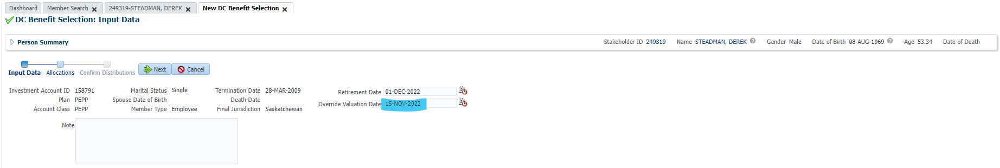 Dashboard Member Search 249319-STEADMAN, DEREK New DC Benefit Selection
DC Benefit Selection: Input Data
Person Summary Stakeholder ID 249319 Name STEADMAN, DEREK Gender Male Date of Birth 08-AUG-1969 Age 53.34 Date of Death
Input Data Allocations Confirm Distributions Next Cancel
Investment Account ID 158791 Marital Status Single Termination Date 28-MAR-2009 Retirement Date 01-DEC-2022
Plan PEPP Spouse Date of Birth Death Date Override Valuation Date 15-NOV-2022
Account Class PEPP Member Type Employee Final Jurisdiction Saskatchewan
Note